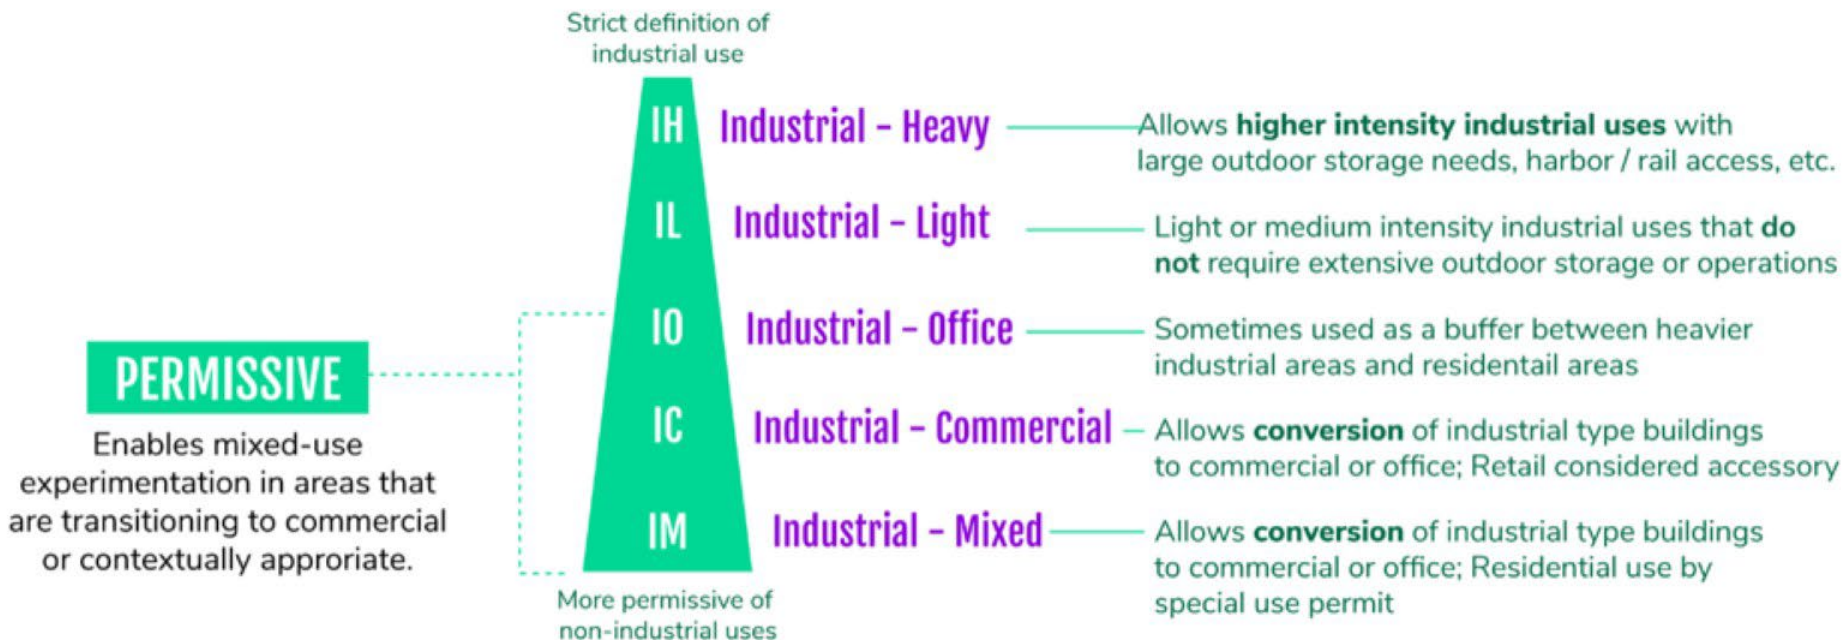 Strict definition of
industrial use
IH
Industrial - Heavy
Allows higher intensity industrial uses with
large outdoor storage needs, harbor / rail access, etc.
IL
Industrial - Light
Light or medium intensity industrial uses that do
not require extensive outdoor storage or operations
IO
Industrial - Office
Sometimes used as a buffer between heavier
industrial areas and residentail areas
PERMISSIVE
Enables mixed-use
experimentation in areas that
are transitioning to commercial
or contextually approriate.
IC
Industrial - Commercial
Allows conversion of industrial type buildings
to commercial or office; Retail considered accessory
IM
Industrial - Mixed
Allows conversion of industrial type buildings
to commercial or office; Residential use by
special use permit
More permissive of
non-industrial uses